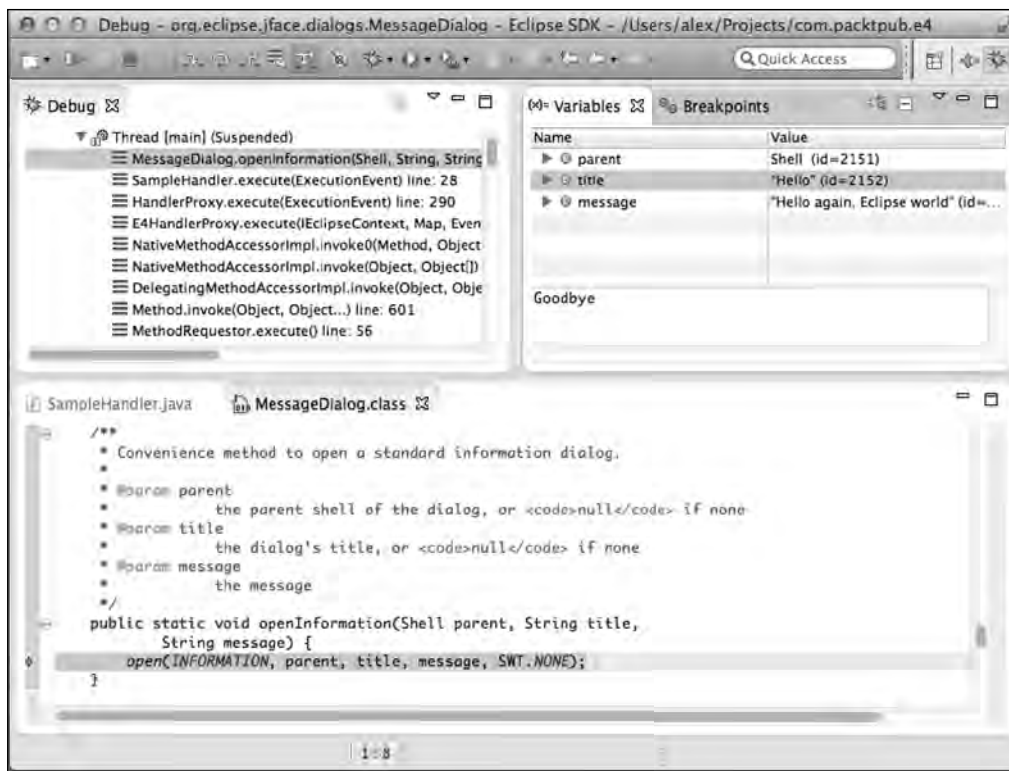 Debug - org.eclipse.jface.dialogs.MessageDialog - Eclipse SDK - /Users/alex/Projects/com.packtpub.e4
Quick Access
Debug
Thread [main] (Suspended)
MessageDialog.openInformation(Shell, String, String
SampleHandler.execute(ExecutionEvent) line: 28
HandlerProxy.execute(ExecutionEvent) line: 290
E4HandlerProxy.execute(IEclipseContext, Map, Even
NativeMethodAccessorImpl.invoke0(Method, Object
NativeMethodAccessorImpl.invoke(Object, Object[])
DelegatingMethodAccessorImpl.invoke(Object, Obje
Method.invoke(Object, Object...) line: 601
MethodRequestor.execute() line: 56
(x)= Variables
Breakpoints
Name Value
parent Shell (id=2151)
title "Hello" (id=2152)
message "Hello again, Eclipse world" (id=...
Goodbye
SampleHandler.java
MessageDialog.class
/**
* Convenience method to open a standard information dialog.
*
* @param parent
* the parent shell of the dialog, or <code>null</code> if none
* @param title
* the dialog's title, or <code>null</code> if none
* @param message
* the message
*/
public static void openInformation(Shell parent, String title,
String message) {
open(INFORMATION, parent, title, message, SWT.NONE);
}
1 : 8